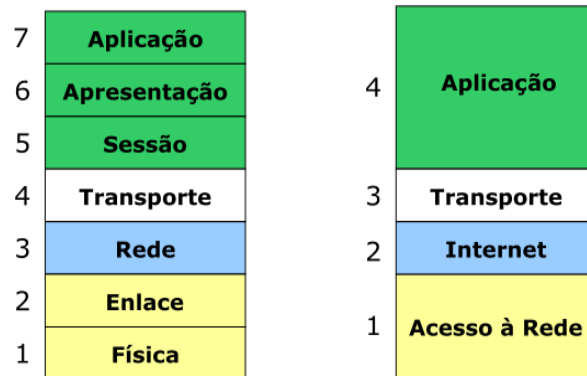 7 Aplicação
6 Apresentação
5 Sessão
4 Transporte
3 Rede
2 Enlace
1 Física
4 Aplicação
3 Transporte
2 Internet
1 Acesso à Rede